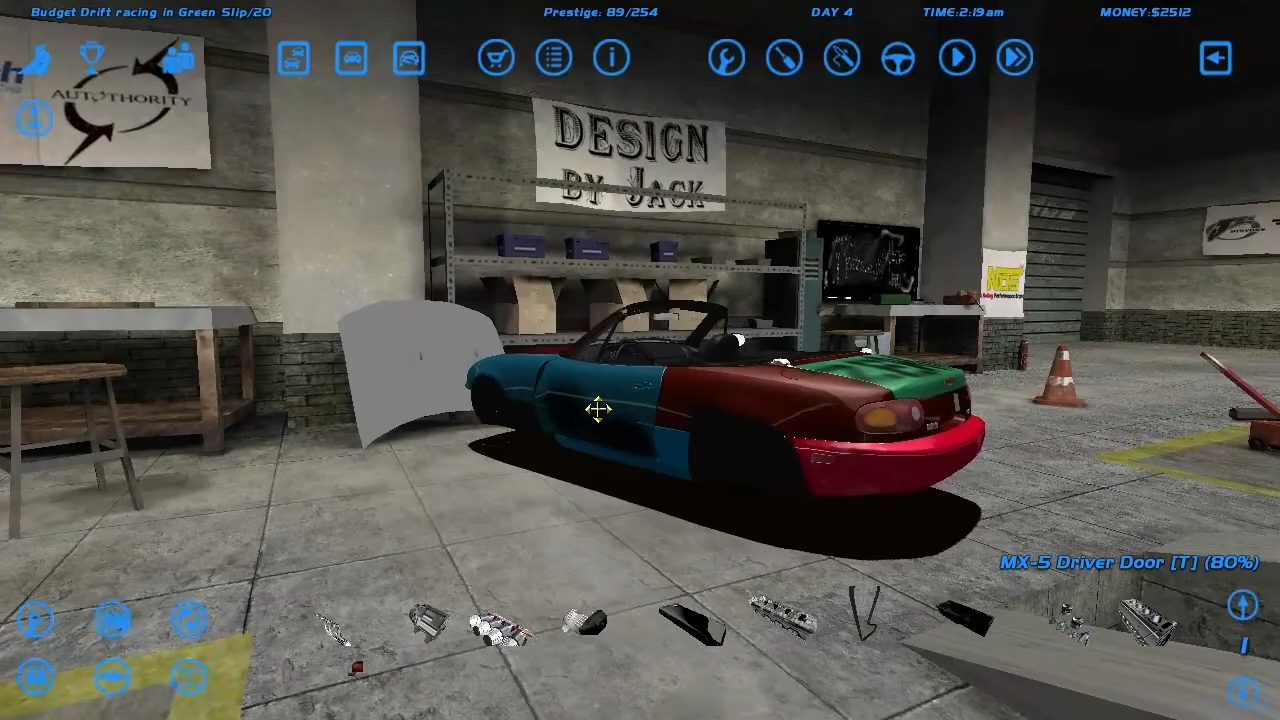 Budget Drift racing in Green Slip/20
Prestige: 89/254
DAY 4
TIME:2:19am
MONEY:$2512
AUTOTHORITY
DESIGN
BY JACK
MX-5 Driver Door [T] (80%)
1